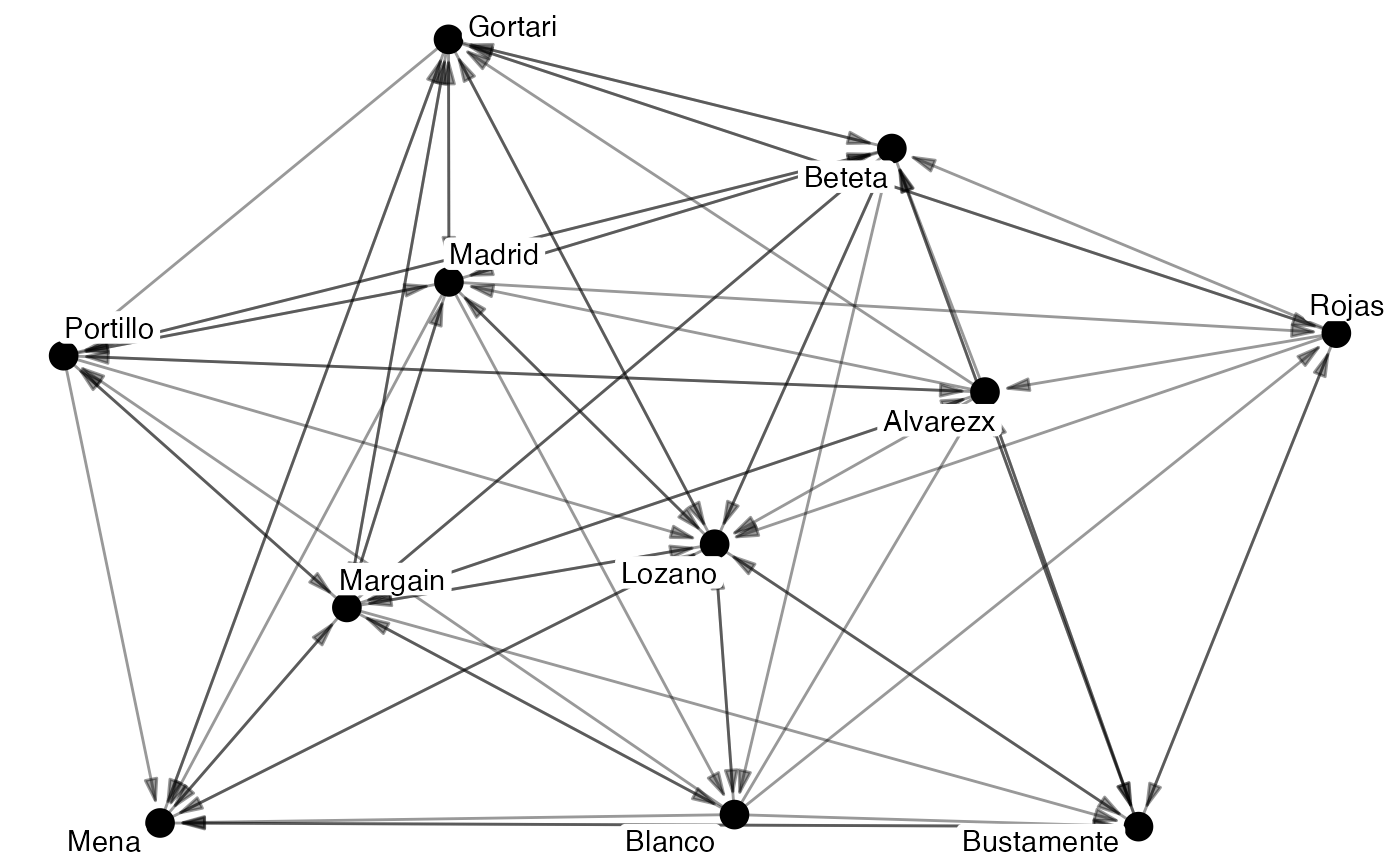 Gortari
Beteta
Madrid
Rojas
Portillo
Alvarezx
Lozano
Margain
Mena
Blanco
Bustamente